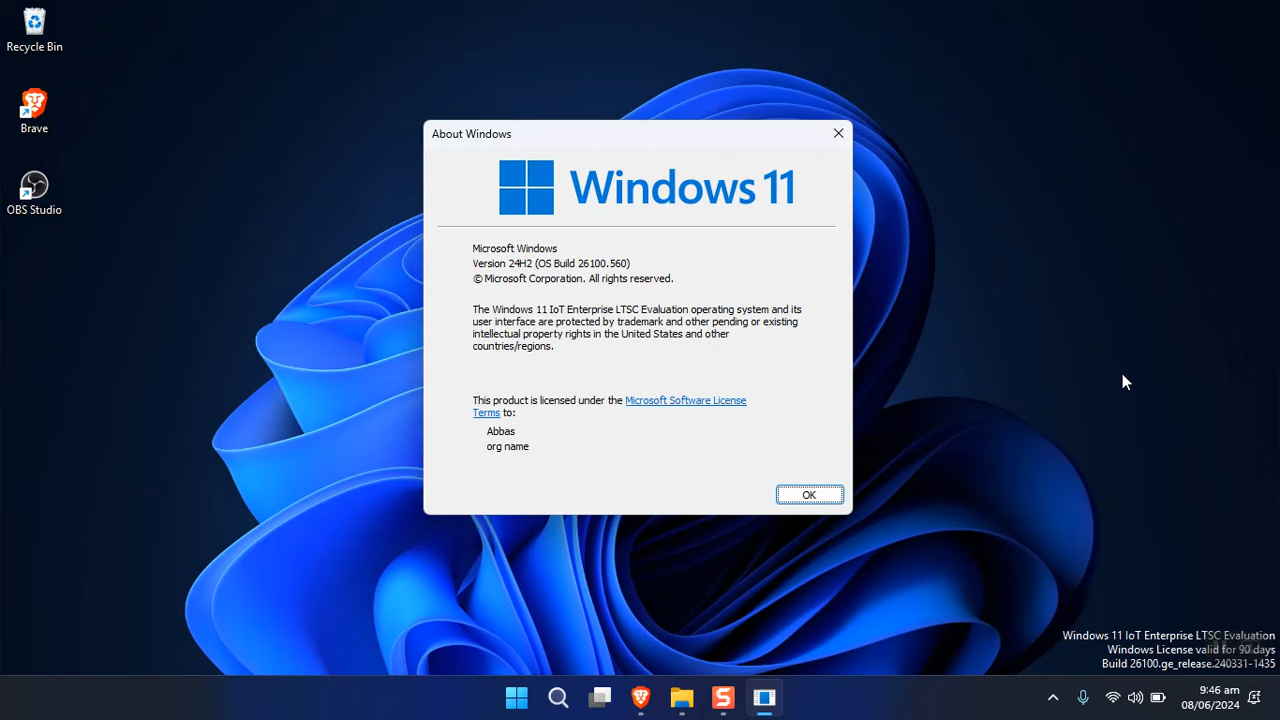 Recycle Bin
Brave
OBS Studio
About Windows
Windows 11
Microsoft Windows
Version 24H2 (OS Build 26100.560)
© Microsoft Corporation. All rights reserved.
The Windows 11 IoT Enterprise LTSC Evaluation operating system and its
user interface are protected by trademark and other pending or existing
intellectual property rights in the United States and other
countries/regions.
This product is licensed under the Microsoft Software License
Terms to:
Abbas
org name
OK
Windows 11 IoT Enterprise LTSC Evaluation
Windows License valid for 90 days
Build 26100.ge_release.240331-1435
S
9:46 am
08/06/2024